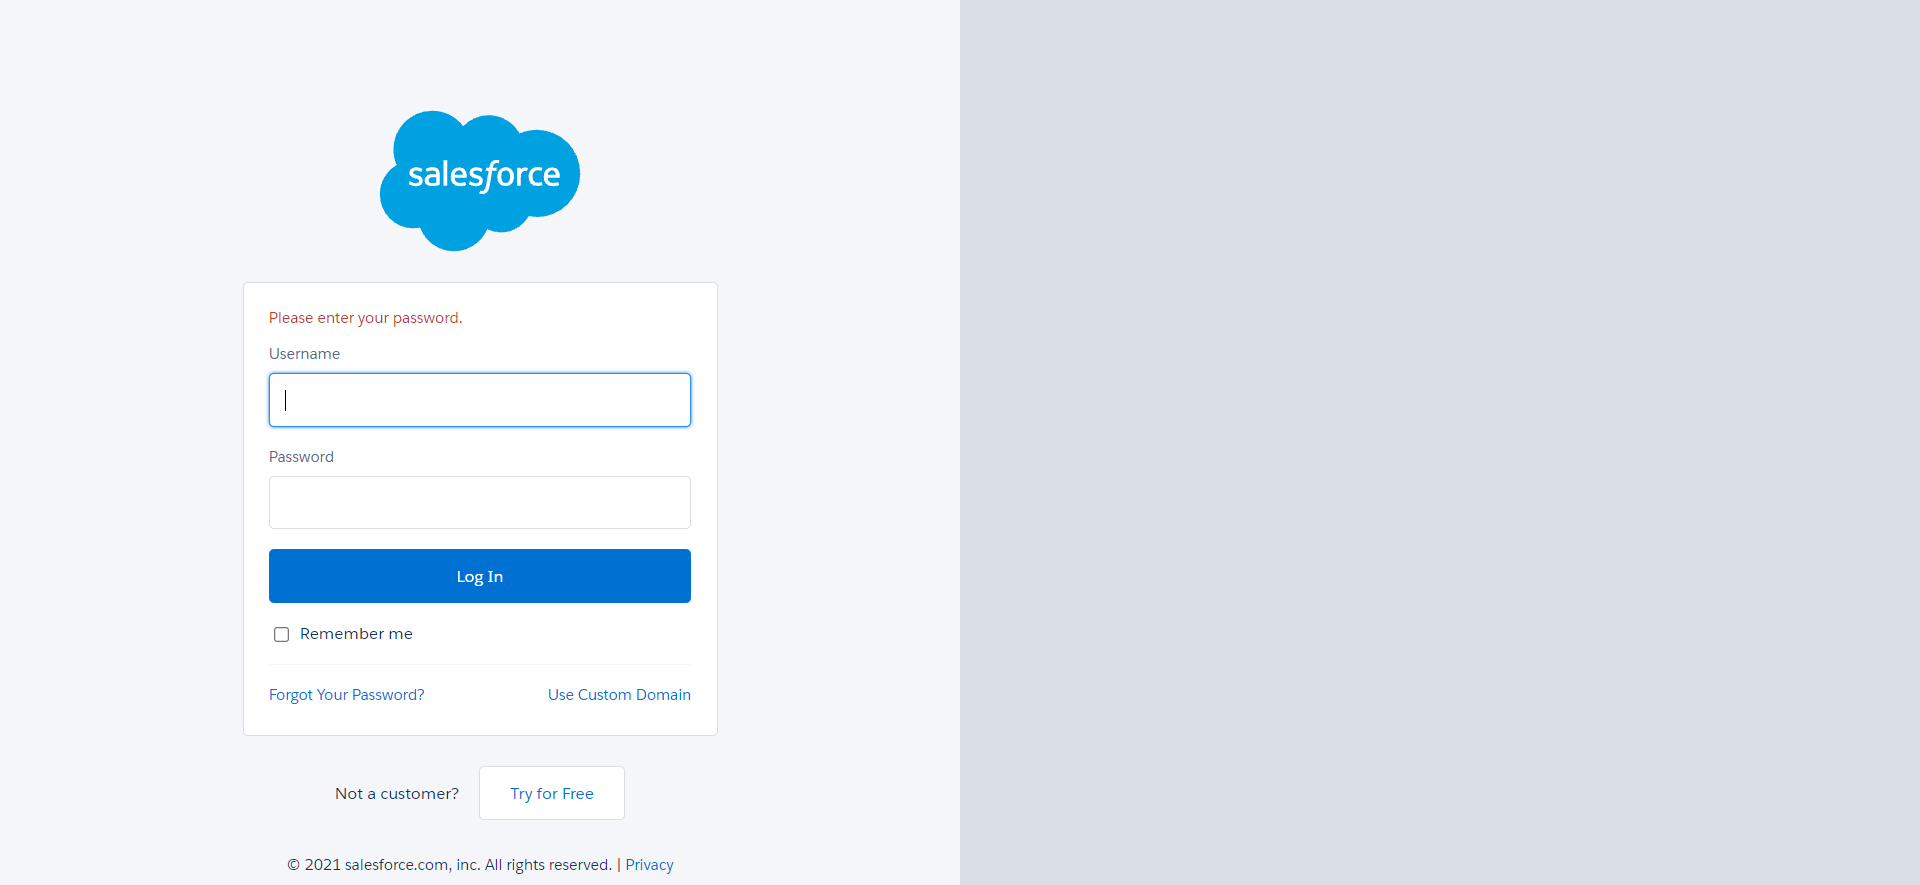 salesforce
Please enter your password.
Username
Password
Log In
Remember me
Forgot Your Password? Use Custom Domain
Not a customer? Try for Free
© 2021 salesforce.com, inc. All rights reserved. | Privacy